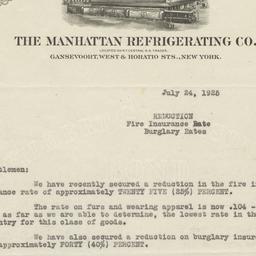 THE MANHATTAN REFRIGERATING CO.
GANSEVOORT, WEST & HORATIO STS., NEW YORK.
July 24, 1925
REDUCTION
Fire Insurance Rate
Burglary Rates
lemen:
We have recently secured a reduction in the fire in
ance rate of approximately TWENTY FIVE (25%) PERCENT.
The rate on furs and wearing apparel is now .104 -
as far as we are able to determine, the lowest rate in the
ntry for this class of goods.
We have also secured a reduction on burglary insur
approximately FORTY (40%) PERCENT.